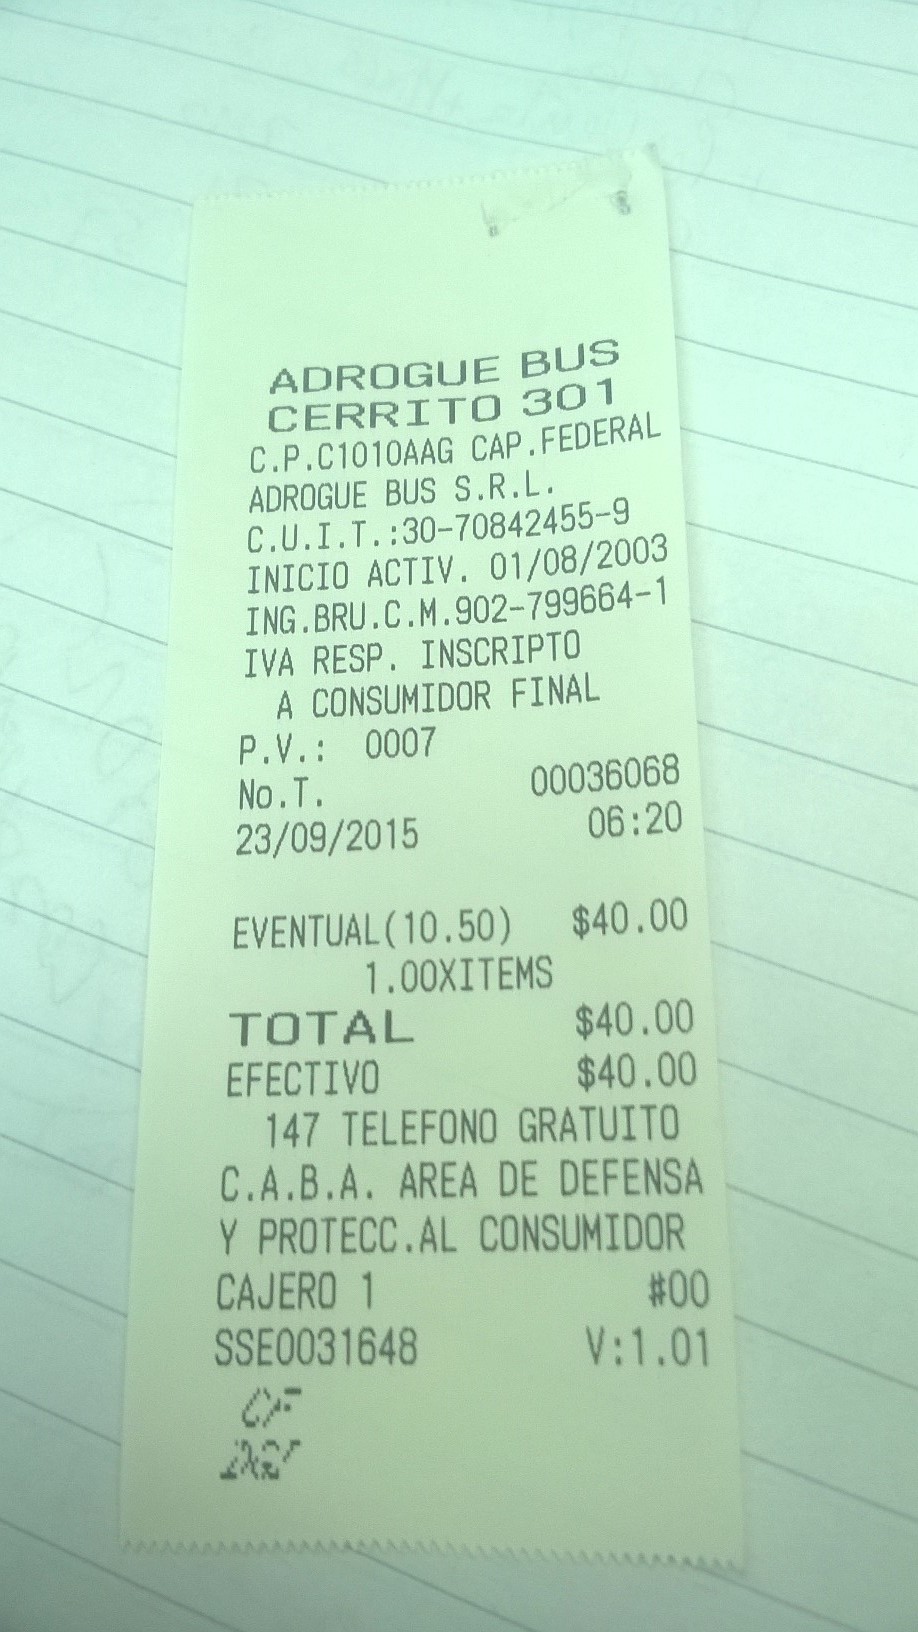 ADROGUE BUS
CERRITO 301
C.P.C1010AAG CAP.FEDERAL
ADROGUE BUS S.R.L.
C.U.I.T.:30-70842455-9
INICIO ACTIV. 01/08/2003
ING.BRU.C.M.902-799664-1
IVA RESP. INSCRIPTO
A CONSUMIDOR FINAL
P.V.: 0007
No.T. 00036068
23/09/2015 06:20
EVENTUAL(10.50) $40.00
1.00XITEMS
TOTAL $40.00
EFECTIVO $40.00
147 TELEFONO GRATUITO
C.A.B.A. AREA DE DEFENSA
Y PROTECC.AL CONSUMIDOR
CAJERO 1 #00
SSE0031648 V:1.01
CF